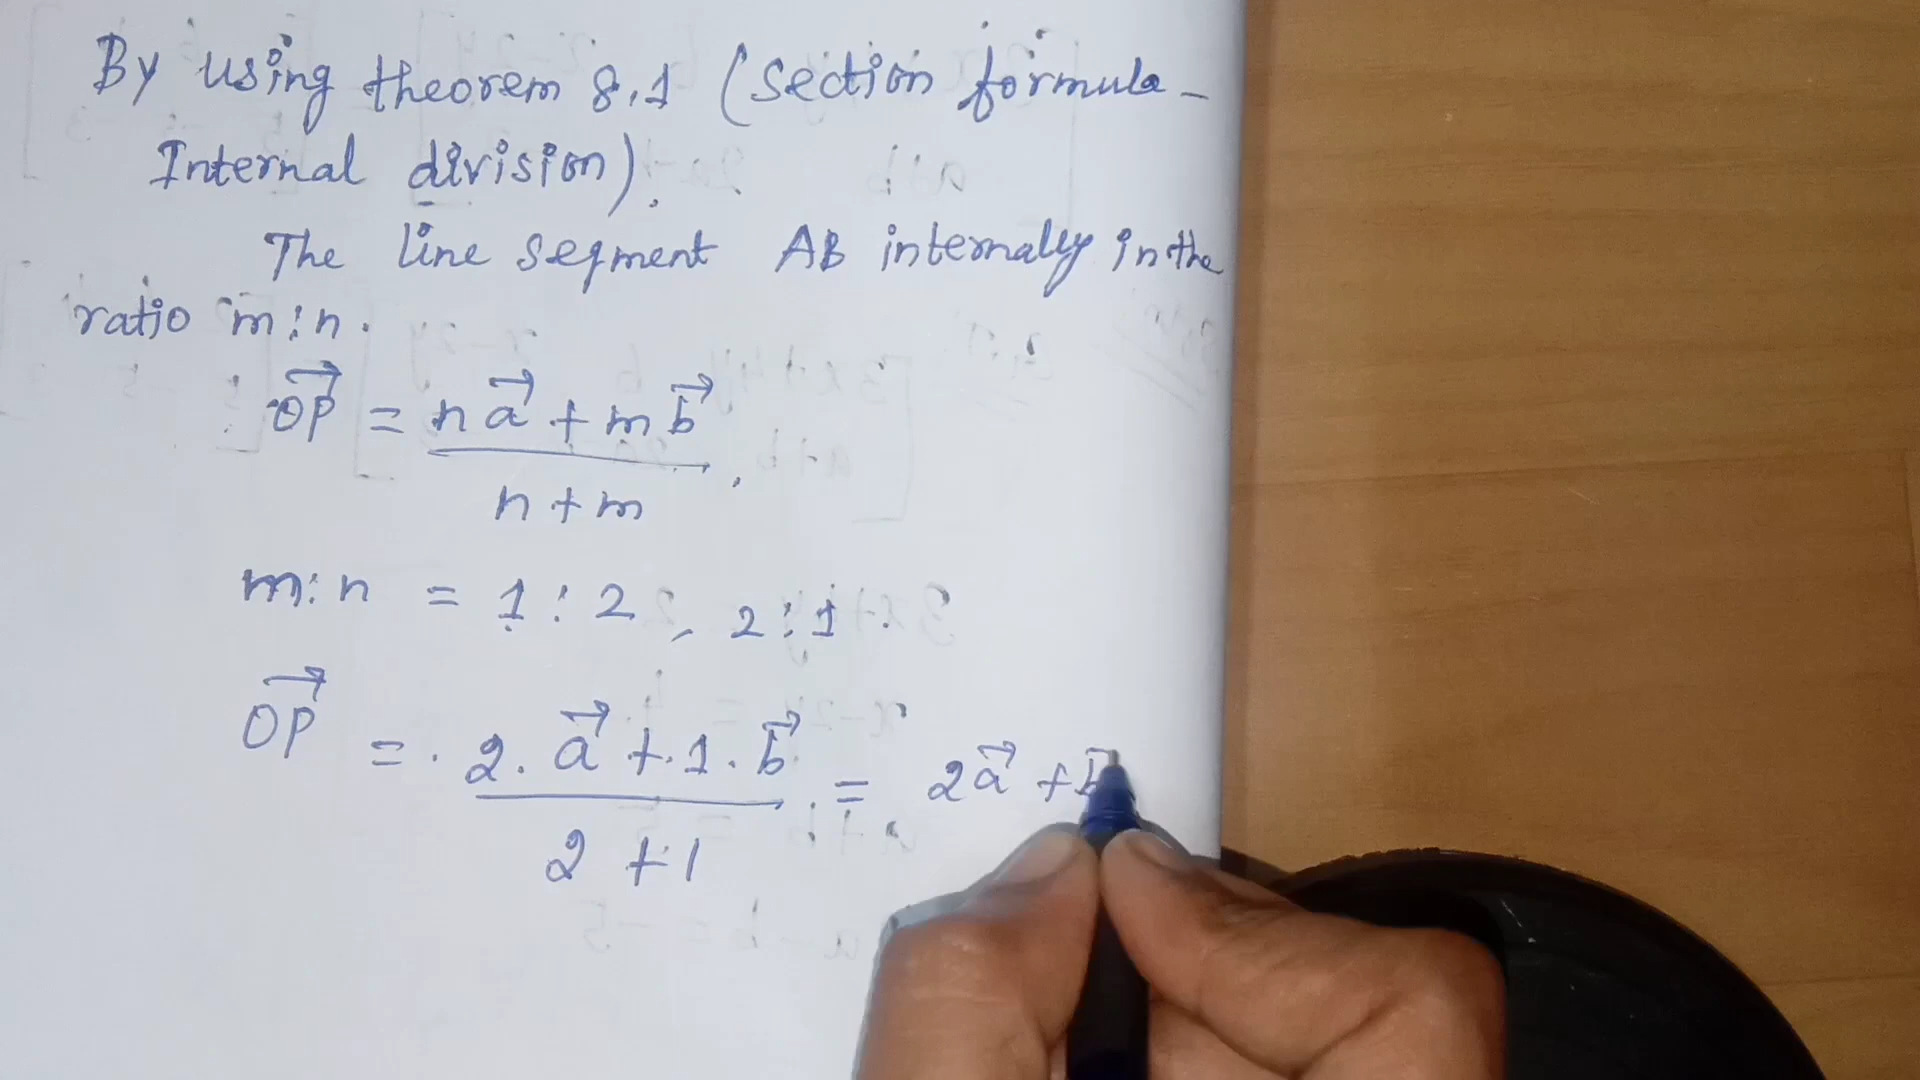 By using theorem 8.1 (section formula -
Internal division).
The line segment AB internally in the
ratio m:n.
OP⃗ = na⃗ + mb⃗
n + m
m:n = 1 : 2, 2 : 1.
OP⃗ = 2. a⃗ + 1. b⃗ = 2a⃗ + b⃗
2 + 1